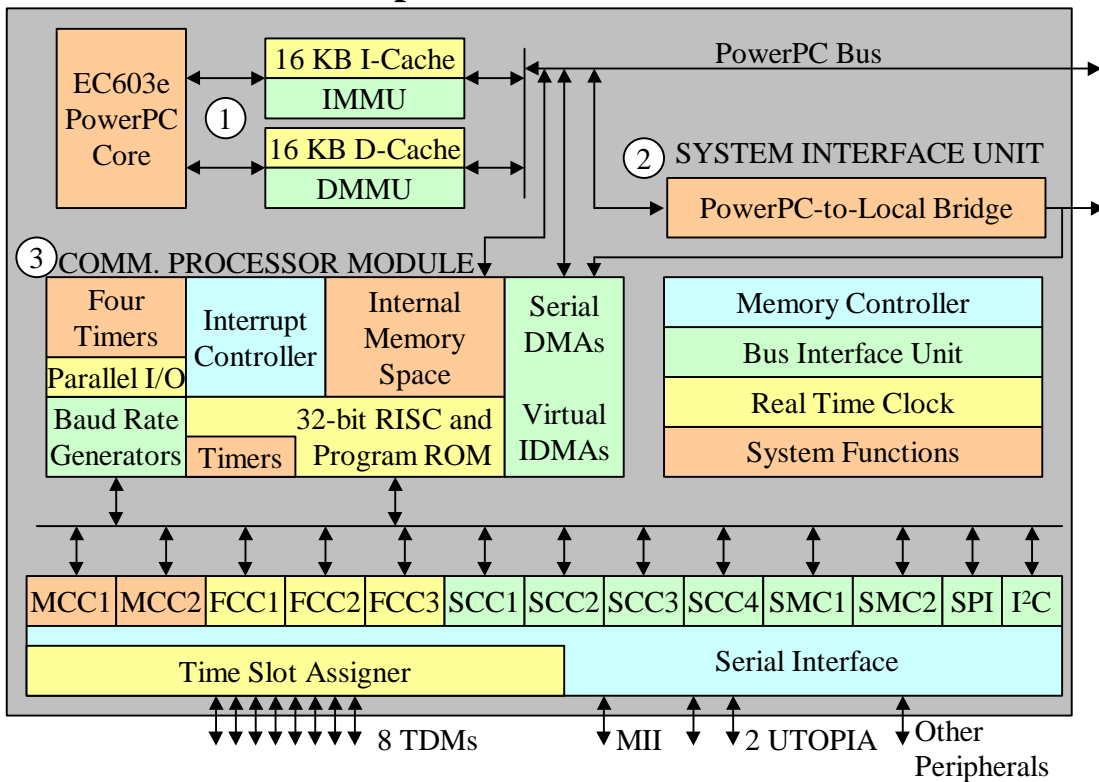 16 KB I-Cache
IMMU
EC603e
PowerPC
Core
1
16 KB D-Cache
DMMU
PowerPC Bus
2 SYSTEM INTERFACE UNIT
PowerPC-to-Local Bridge
3 COMM. PROCESSOR MODULE
Four
Timers
Parallel I/O
Baud Rate
Generators
Interrupt
Controller
Internal
Memory
Space
32-bit RISC and
Program ROM
Timers
Serial
DMAs
Virtual
IDMAs
Memory Controller
Bus Interface Unit
Real Time Clock
System Functions
MCC1 MCC2 FCC1 FCC2 FCC3 SCC1 SCC2 SCC3 SCC4 SMC1 SMC2 SPI I²C
Time Slot Assigner
Serial Interface
8 TDMs
MII
2 UTOPIA
Other
Peripherals